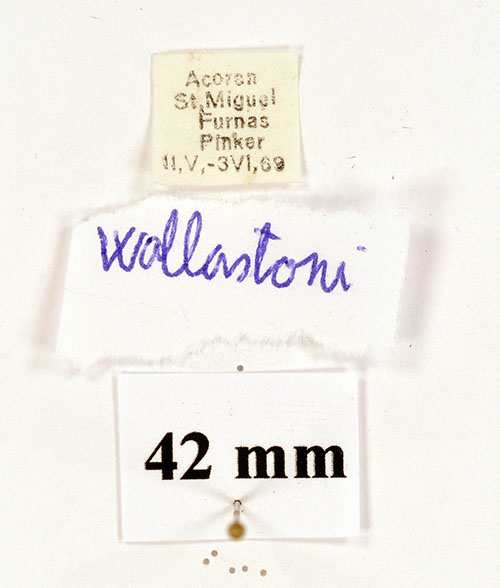 Acoren
St,Miguel
Furnas
Pinker
11,V,-3VI,69
wollastoni
42 mm